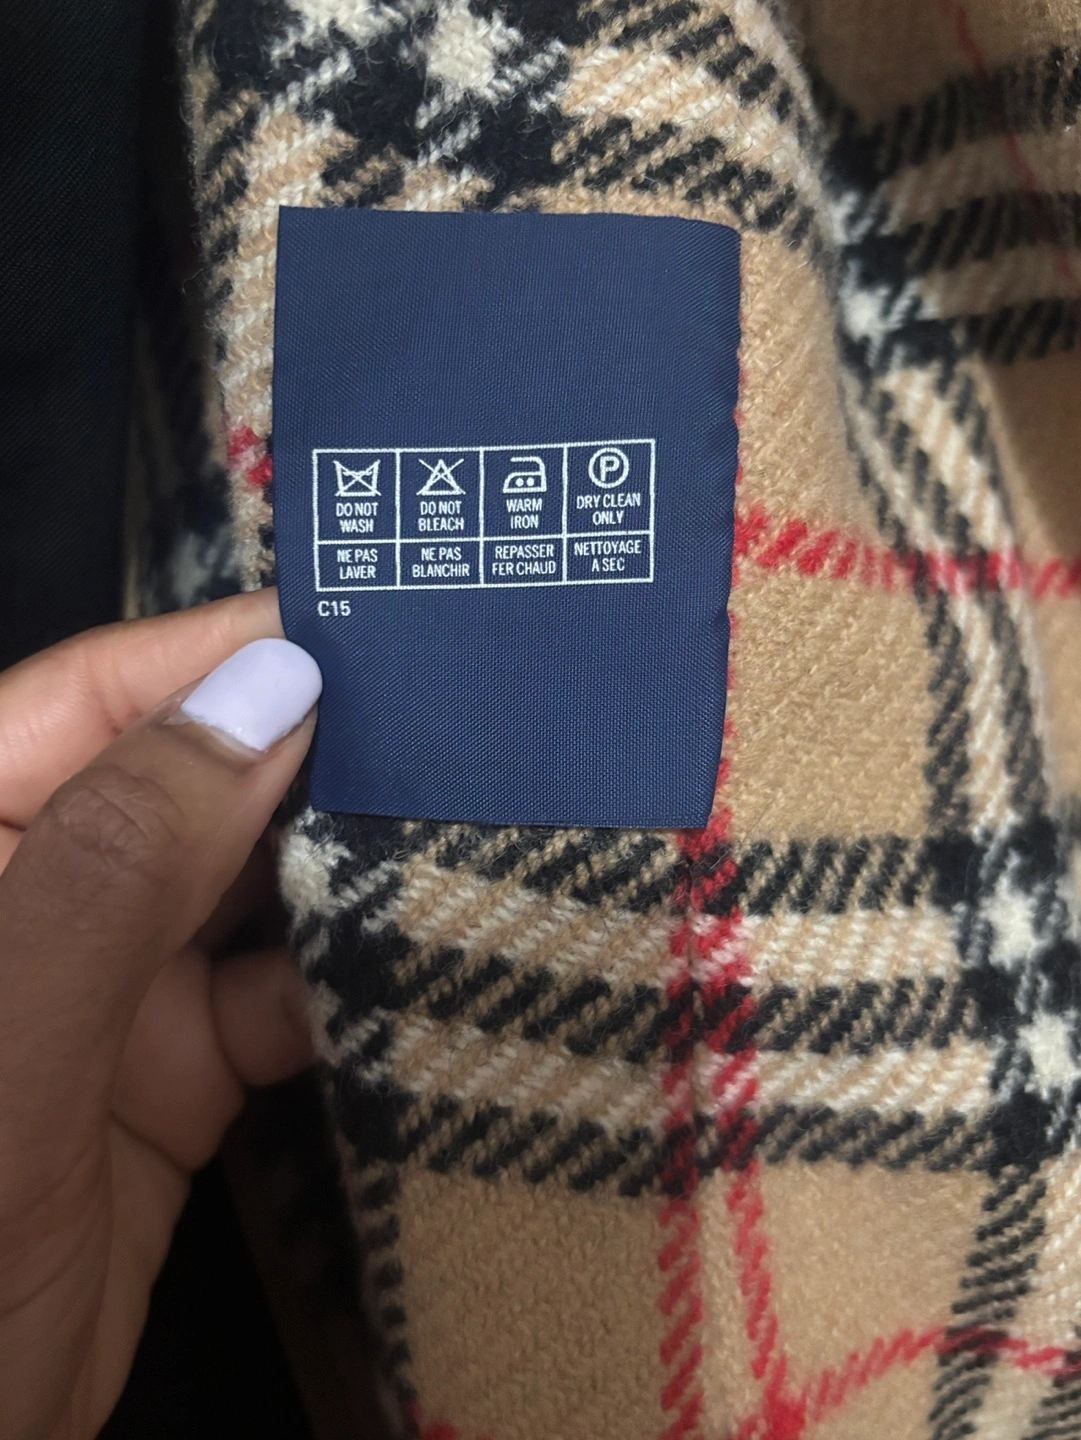 P
DO NOT WASH
DO NOT BLEACH
WARM IRON
DRY CLEAN ONLY
NE PAS LAVER
NE PAS BLANCHIR
REPASSER FER CHAUD
NETTOYAGE A SEC
C15